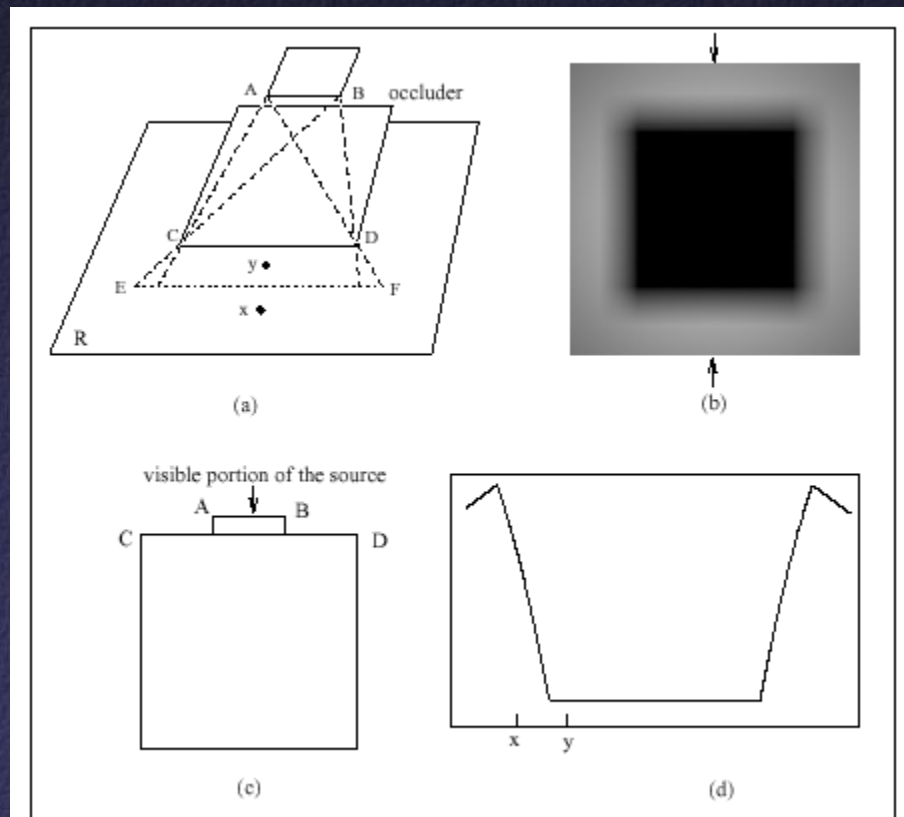 A B occluder
C D
y
E F
x
R
(a)
(b)
visible portion of the source
A B
C D
x y
(c)
(d)